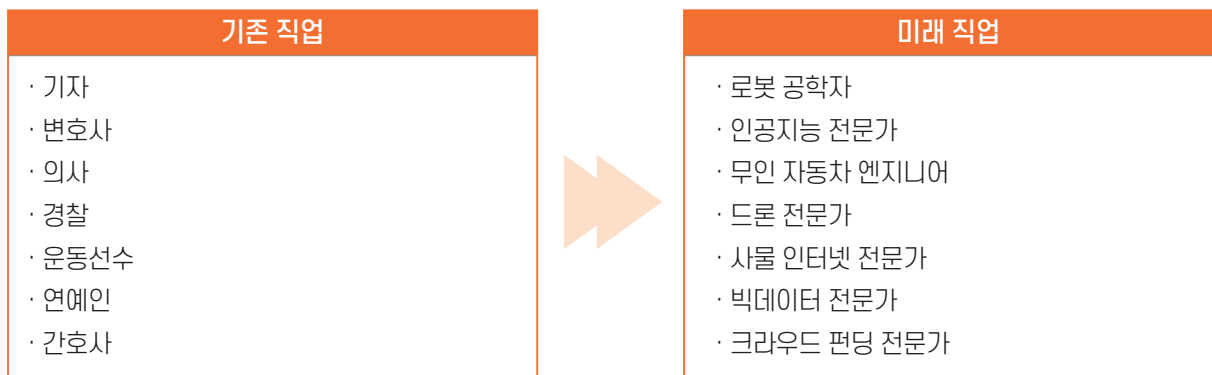 기존 직업
· 기자
· 변호사
· 의사
· 경찰
· 운동선수
· 연예인
· 간호사
미래 직업
· 로봇 공학자
· 인공지능 전문가
· 무인 자동차 엔지니어
· 드론 전문가
· 사물 인터넷 전문가
· 빅데이터 전문가
· 크라우드 펀딩 전문가